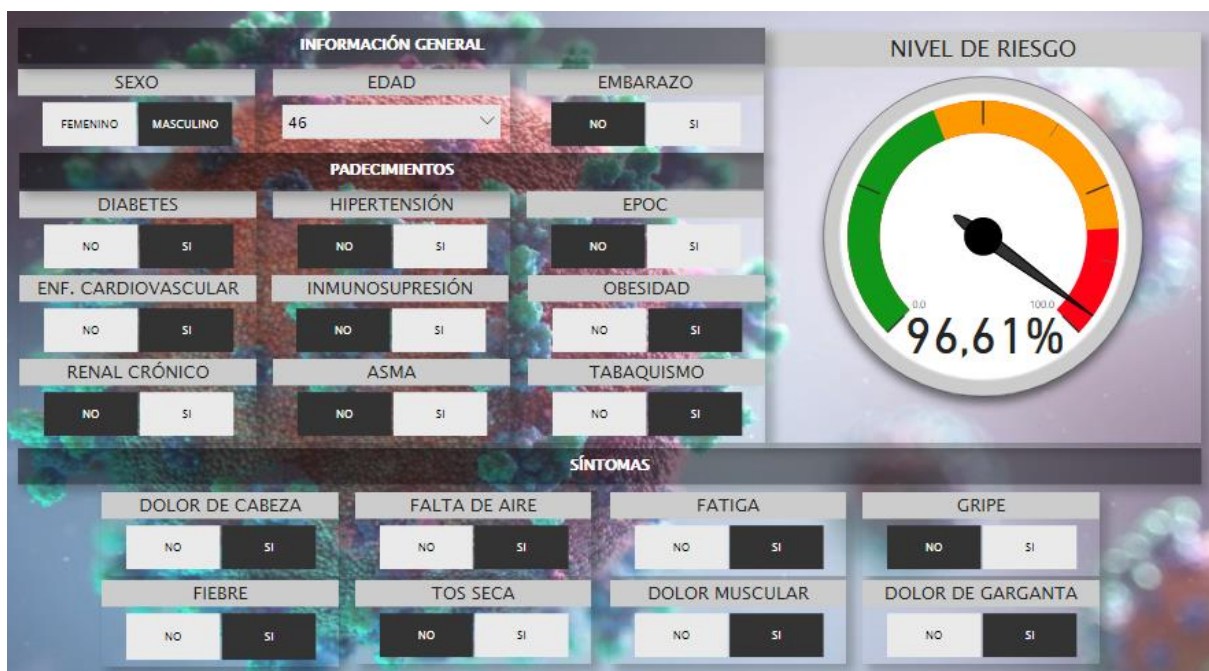 INFORMACIÓN GENERAL
NIVEL DE RIESGO
SEXO EDAD EMBARAZO
FEMENINO MASCULINO 46 NO SI
PADECIMIENTOS
DIABETES HIPERTENSIÓN EPOC
NO SI NO SI NO SI
ENF. CARDIOVASCULAR INMUNOSUPRESIÓN OBESIDAD
NO SI NO SI NO SI
RENAL CRÓNICO ASMA TABAQUISMO
NO SI NO SI NO SI
0.0 100.0
96,61%
SÍNTOMAS
DOLOR DE CABEZA FALTA DE AIRE FATIGA GRIPE
NO SI NO SI NO SI NO SI
FIEBRE TOS SECA DOLOR MUSCULAR DOLOR DE GARGANTA
NO SI NO SI NO SI NO SI